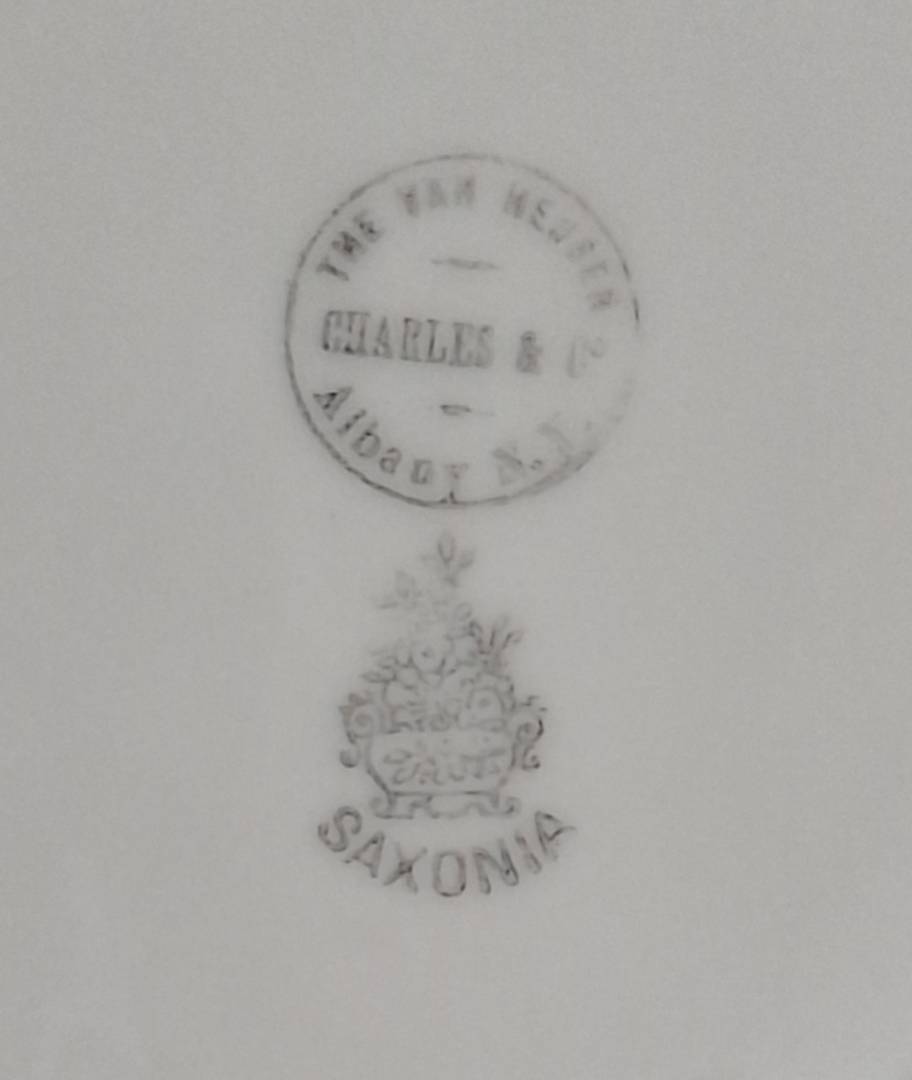 THE VAN HEUSEN
CHARLES &
Albany N.Y.
SAXONIA